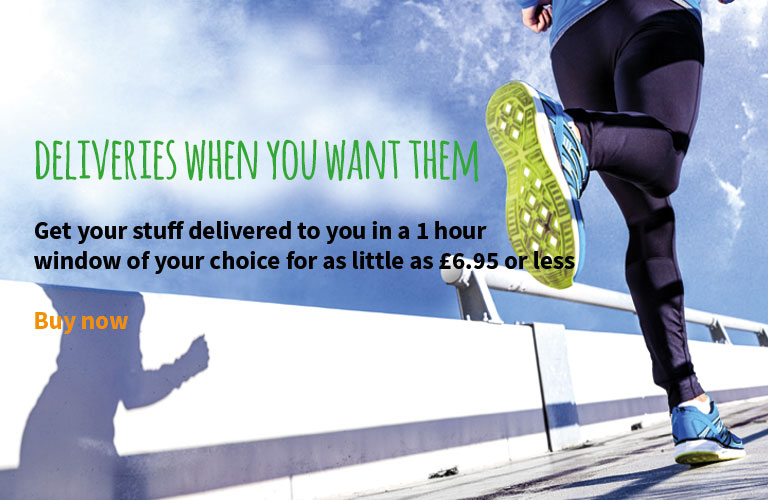 DELIVERIES WHEN YOU WANT THEM
Get your stuff delivered to you in a 1 hour
window of your choice for as little as £6.95 or less
Buy now